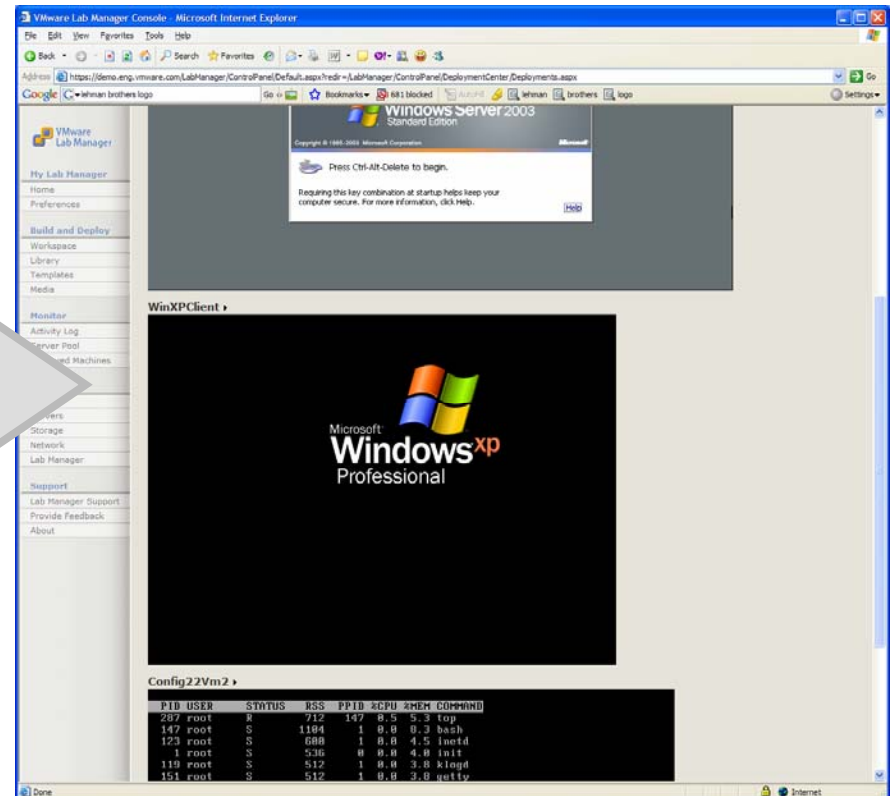 VMware Lab Manager Console - Microsoft Internet Explorer
File Edit View Favorites Tools Help
Back Search Favorites
Address https://demo.eng.vmware.com/LabManager/ControlPanel/Default.aspx?redir=/LabManager/ControlPanel/DeploymentCenter/Deployments.aspx Go
Google lehman brothers logo Go Bookmarks 681 blocked AutoFill lehman brothers logo Settings
VMware
Lab Manager
My Lab Manager
Home
Preferences
Build and Deploy
Workspace
Library
Templates
Media
Monitor
Activity Log
Server Pool
Machines
Storage
Network
Lab Manager
Support
Lab Manager Support
Provide Feedback
About
Windows Server 2003
Standard Edition
Copyright © 1985-2003 Microsoft Corporation Microsoft
Press Ctrl-Alt-Delete to begin.
Requiring this key combination at startup helps keep your
computer secure. For more information, click Help.
Help
WinXPClient
Microsoft
Windows xp
Professional
Config22Vm2
PID USER STATUS RSS PPID %CPU %MEM COMMAND
287 root R 712 147 0.5 5.3 top
147 root S 1104 1 0.0 8.3 bash
123 root S 600 1 0.0 4.5 inetd
1 root S 536 0 0.0 4.0 init
119 root S 512 1 0.0 3.8 klogd
151 root S 512 1 0.0 3.8 getty
Done Internet